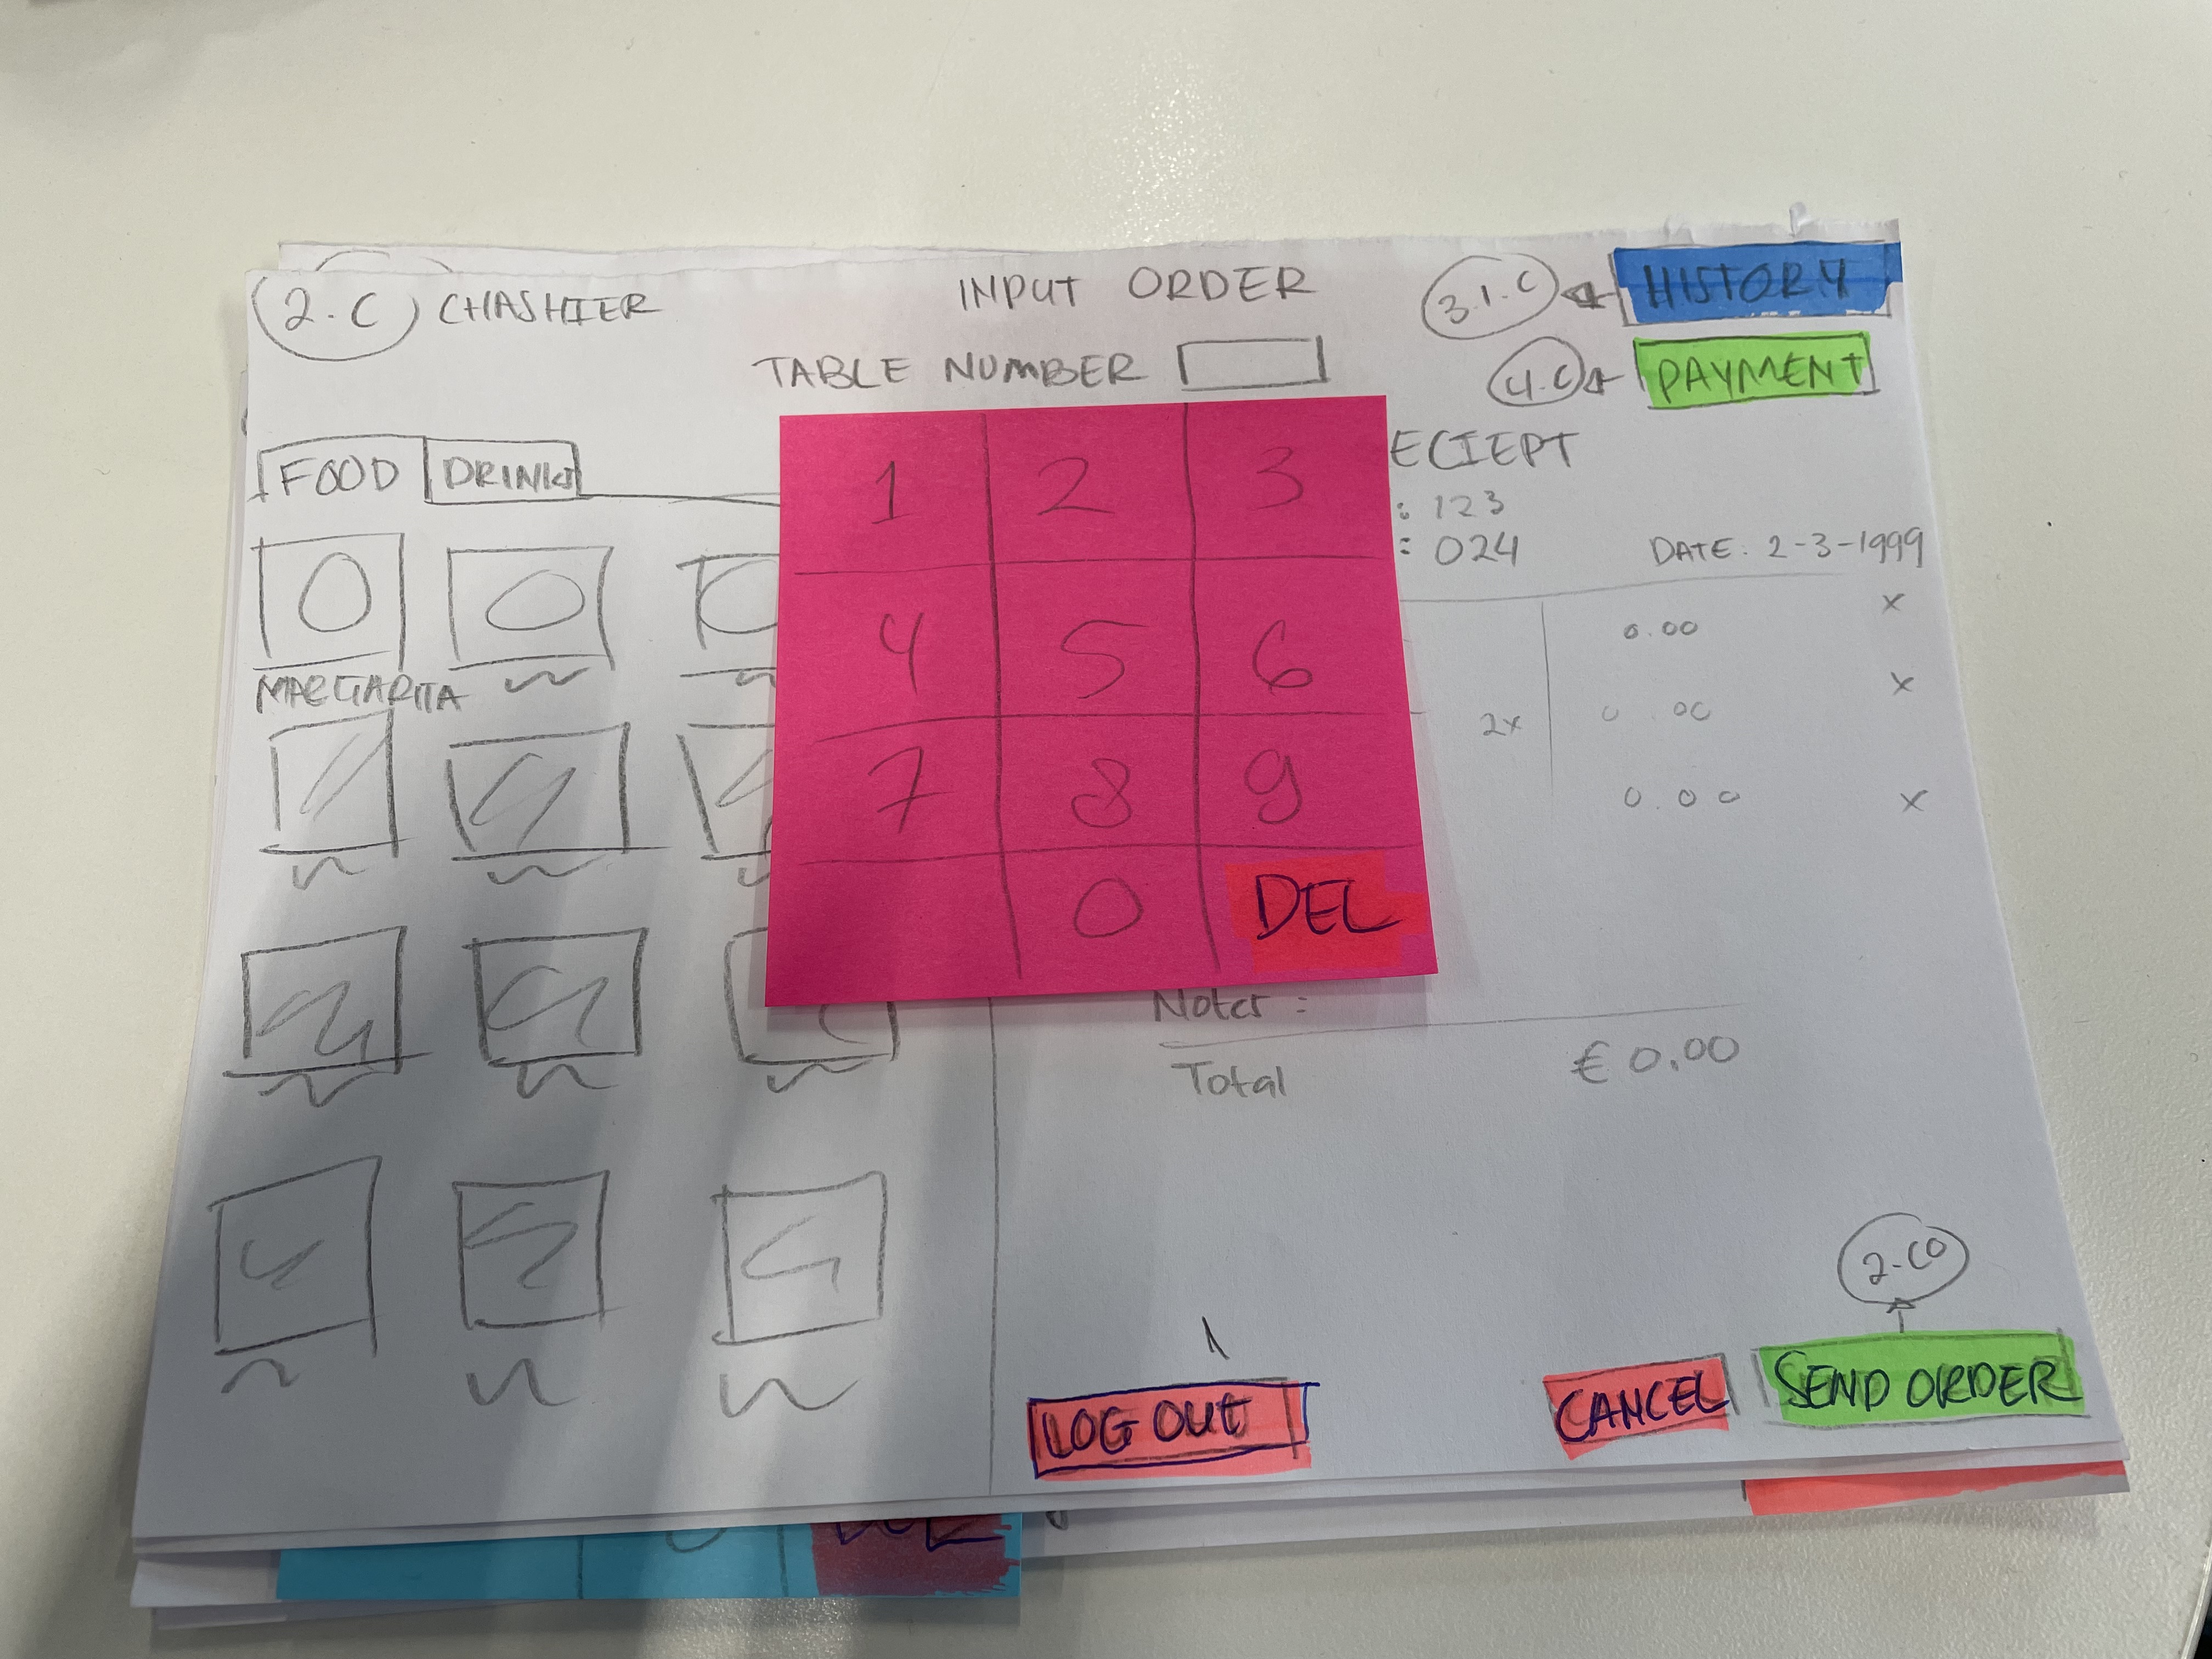 2.C CHASHIER
INPUT ORDER
3.1.C
HISTORY
TABLE NUMBER
4.C
PAYMENT
FOOD
DRINKS
ECIEPT
: 123
: 024
DATE: 2-3-1999
1 2 3
4 5 6
7 8 9
0 DEL
MARGARITA
0.00 x
2x 0.00 x
0.00 x
Notes :
Total € 0.00
2-CO
LOG OUT
CANCEL
SEND ORDER